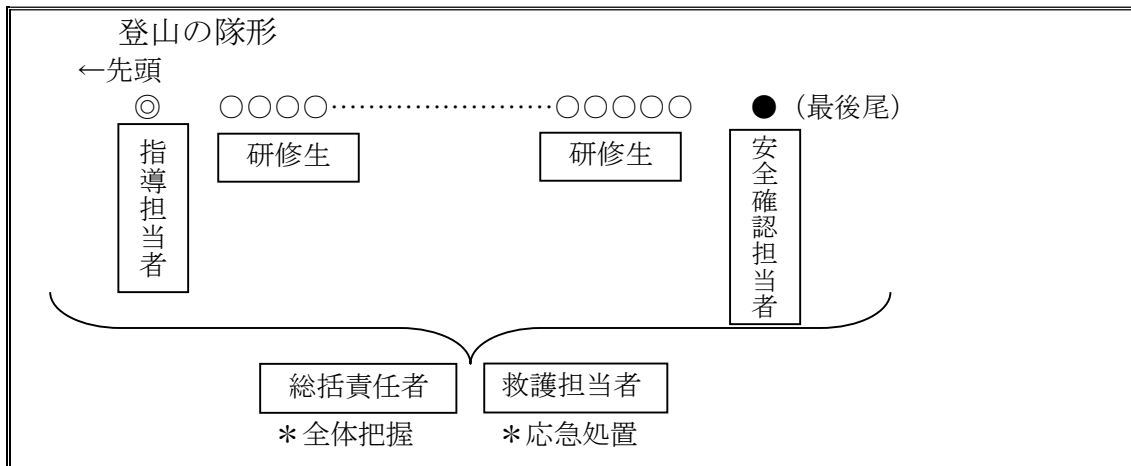 登山の隊形
←先頭
◎ ○○○○……………………○○○○○ ● (最後尾)
指導担当者
研修生
研修生
安全確認担当者
総括責任者
救護担当者
＊全体把握
＊応急処置